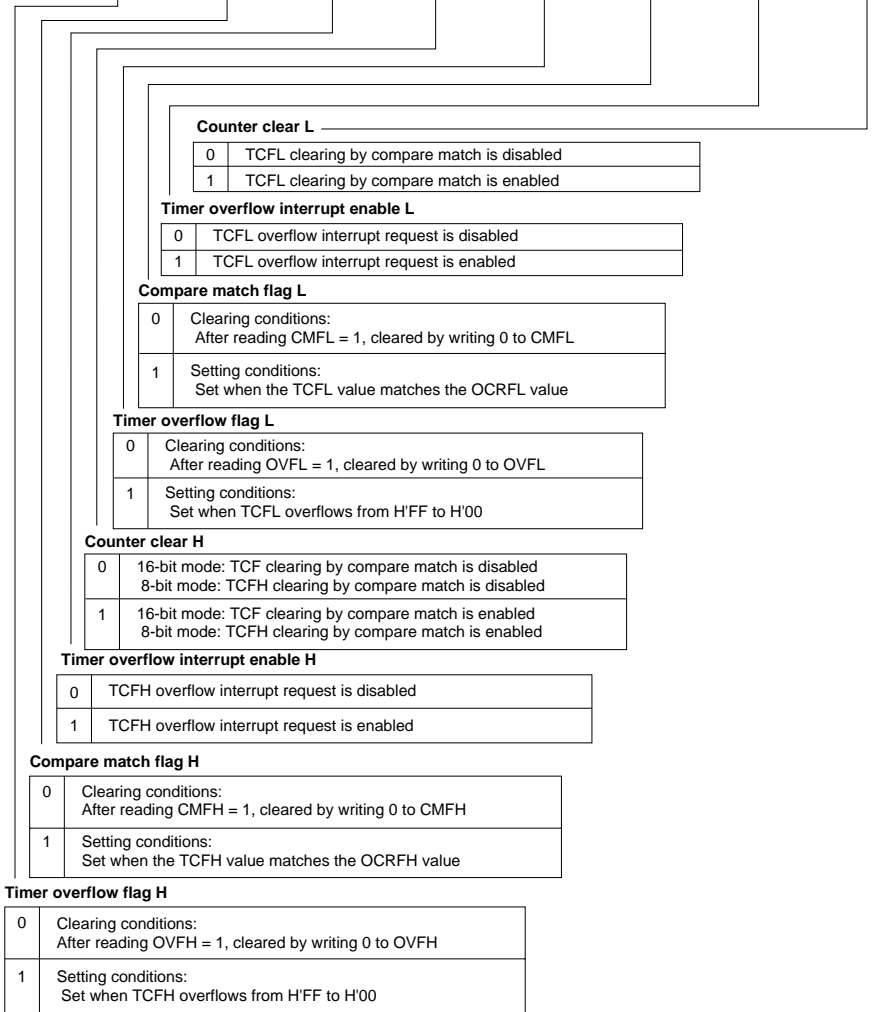 Counter clear L
0 TCFL clearing by compare match is disabled
1 TCFL clearing by compare match is enabled
Timer overflow interrupt enable L
0 TCFL overflow interrupt request is disabled
1 TCFL overflow interrupt request is enabled
Compare match flag L
0 Clearing conditions:
After reading CMFL = 1, cleared by writing 0 to CMFL
1 Setting conditions:
Set when the TCFL value matches the OCRFL value
Timer overflow flag L
0 Clearing conditions:
After reading OVFL = 1, cleared by writing 0 to OVFL
1 Setting conditions:
Set when TCFL overflows from H'FF to H'00
Counter clear H
0 16-bit mode: TCF clearing by compare match is disabled
8-bit mode: TCFH clearing by compare match is disabled
1 16-bit mode: TCF clearing by compare match is enabled
8-bit mode: TCFH clearing by compare match is enabled
Timer overflow interrupt enable H
0 TCFH overflow interrupt request is disabled
1 TCFH overflow interrupt request is enabled
Compare match flag H
0 Clearing conditions:
After reading CMFH = 1, cleared by writing 0 to CMFH
1 Setting conditions:
Set when the TCFH value matches the OCRFH value
Timer overflow flag H
0 Clearing conditions:
After reading OVFH = 1, cleared by writing 0 to OVFH
1 Setting conditions:
Set when TCFH overflows from H'FF to H'00